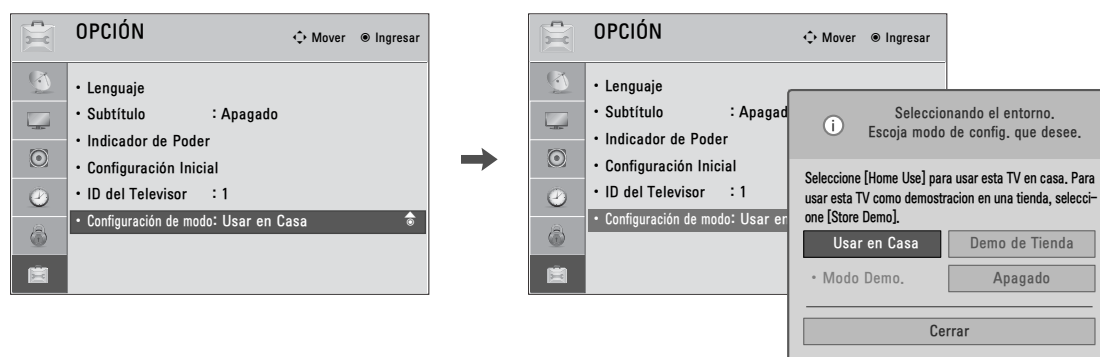 OPCIÓN
Mover Ingresar
• Lenguaje
• Subtítulo : Apagado
• Indicador de Poder
• Configuración Inicial
• ID del Televisor : 1
• Configuración de modo: Usar en Casa
OPCIÓN
Mover Ingresar
• Lenguaje
• Subtítulo : Apagad
• Indicador de Poder
• Configuración Inicial
• ID del Televisor : 1
• Configuración de modo: Usar en
i
Seleccionando el entorno.
Escoja modo de config. que desee.
Seleccione [Home Use] para usar esta TV en casa. Para
usar esta TV como demostracion en una tienda, selecci-
one [Store Demo].
Usar en Casa Demo de Tienda
• Modo Demo. Apagado
Cerrar